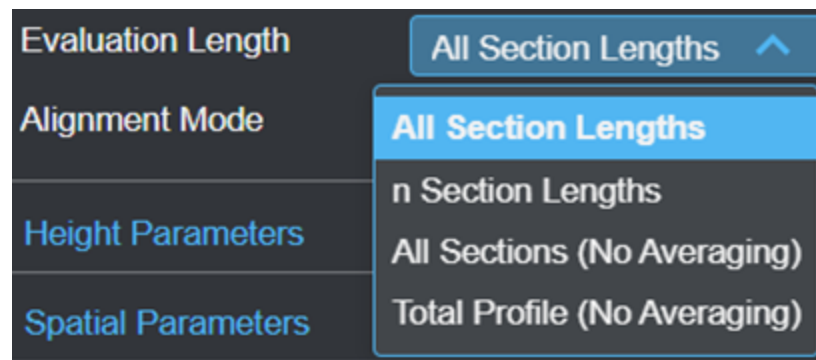 Evaluation Length
All Section Lengths
Alignment Mode
All Section Lengths
n Section Lengths
Height Parameters
All Sections (No Averaging)
Spatial Parameters
Total Profile (No Averaging)